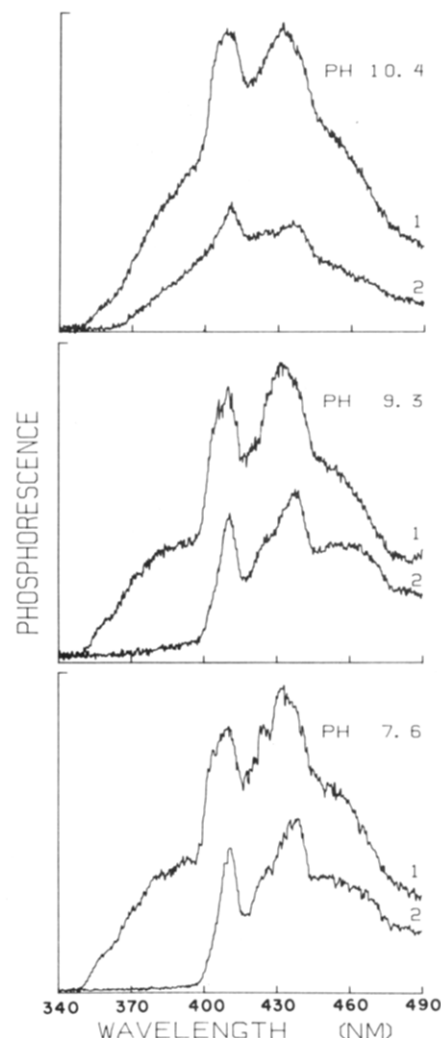 PH 10.4
1
2
PH 9.3
1
2
PHOSPHORESCENCE
PH 7.6
1
2
340 370 400 430 460 490
WAVELENGTH (NM)